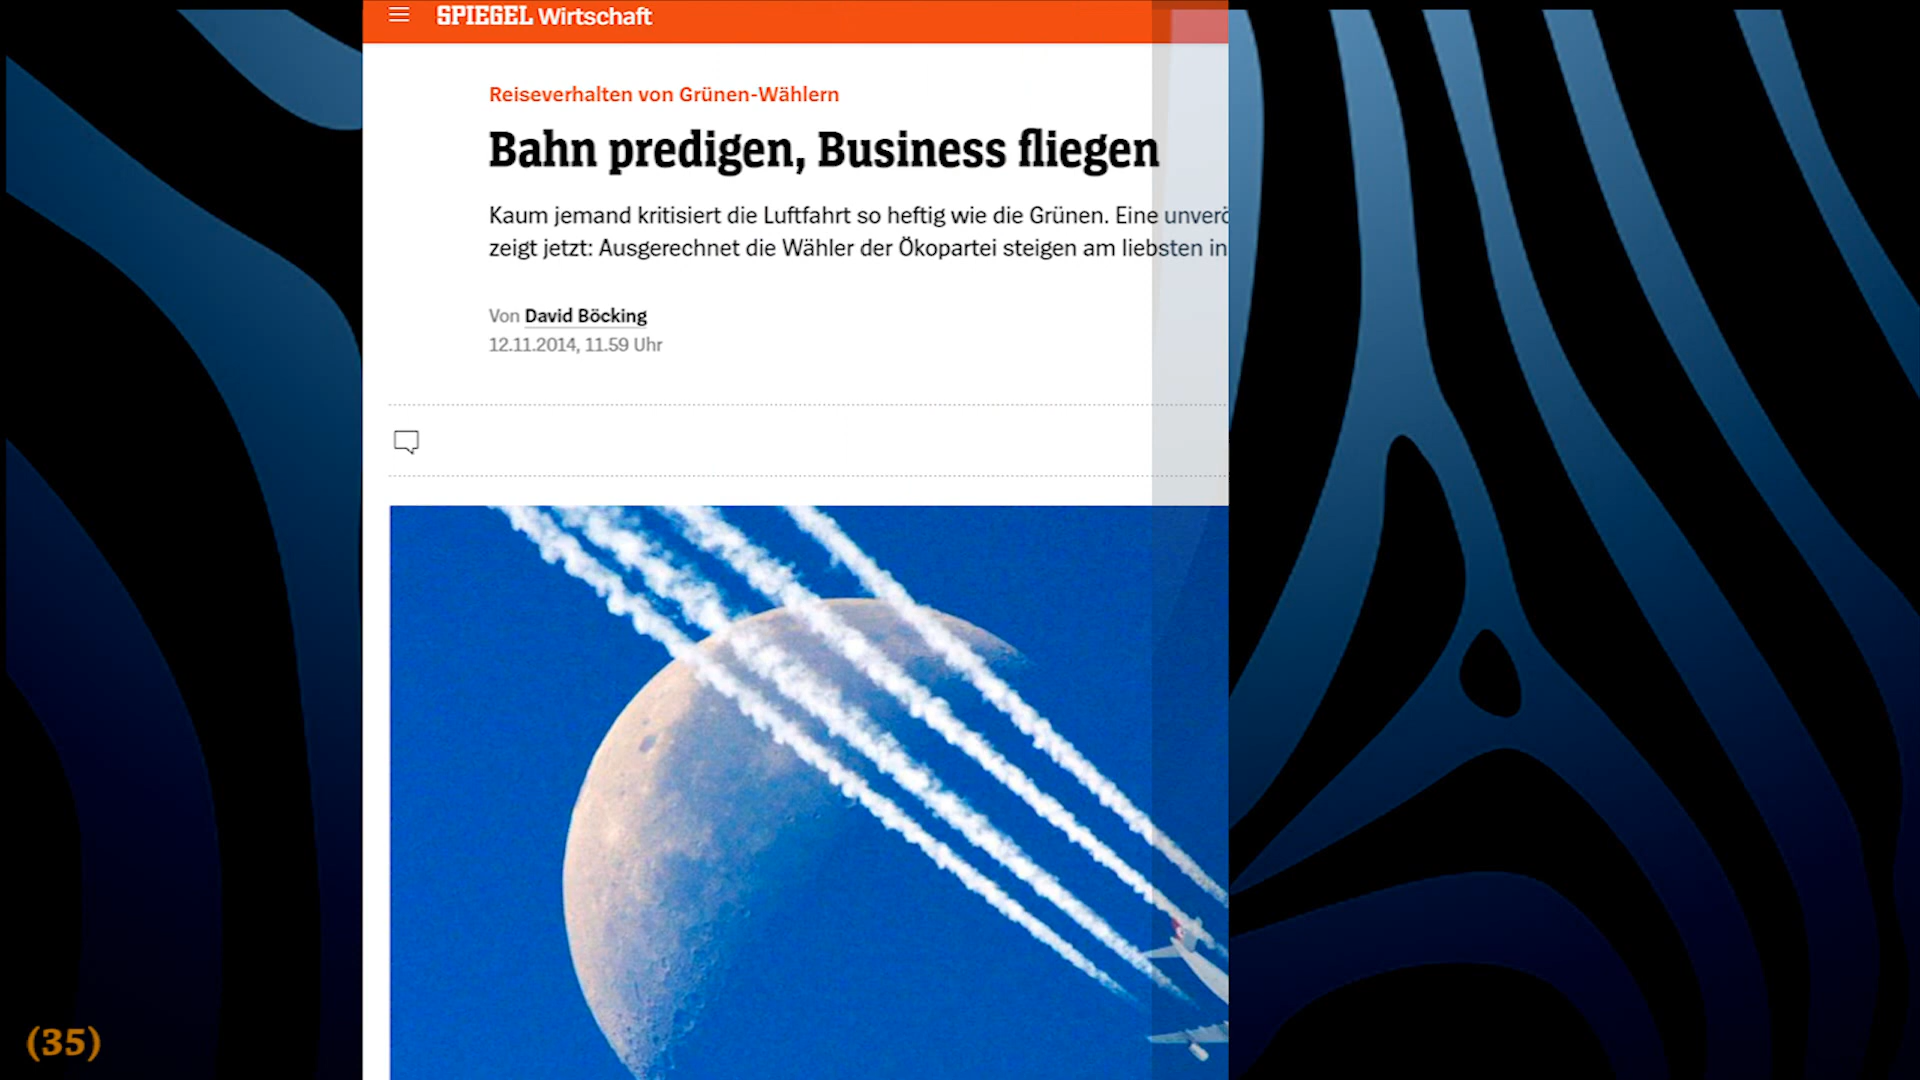 SPIEGEL Wirtschaft
Reiseverhalten von Grünen-Wählern
Bahn predigen, Business fliegen
Kaum jemand kritisiert die Luftfahrt so heftig wie die Grünen. Eine
zeigt jetzt: Ausgerechnet die Wähler der Ökopartei steigen am liebsten in
Von David Böcking
12.11.2014, 11.59 Uhr
(35)